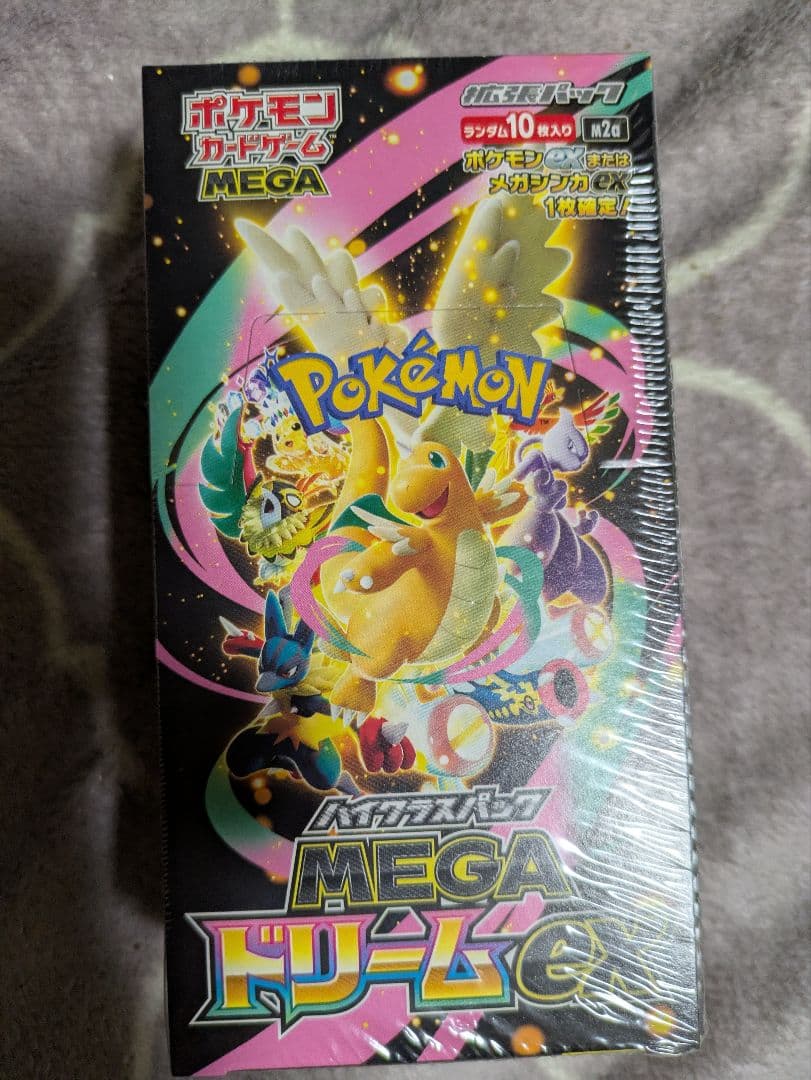 ポケモン
カードゲーム™
MEGA
拡張パック
ランダム10枚入り M2a
ポケモンexまたは
メガシンカex
1枚確定!
POKéMON™
ハイクラスパック
MEGA
ドリームex